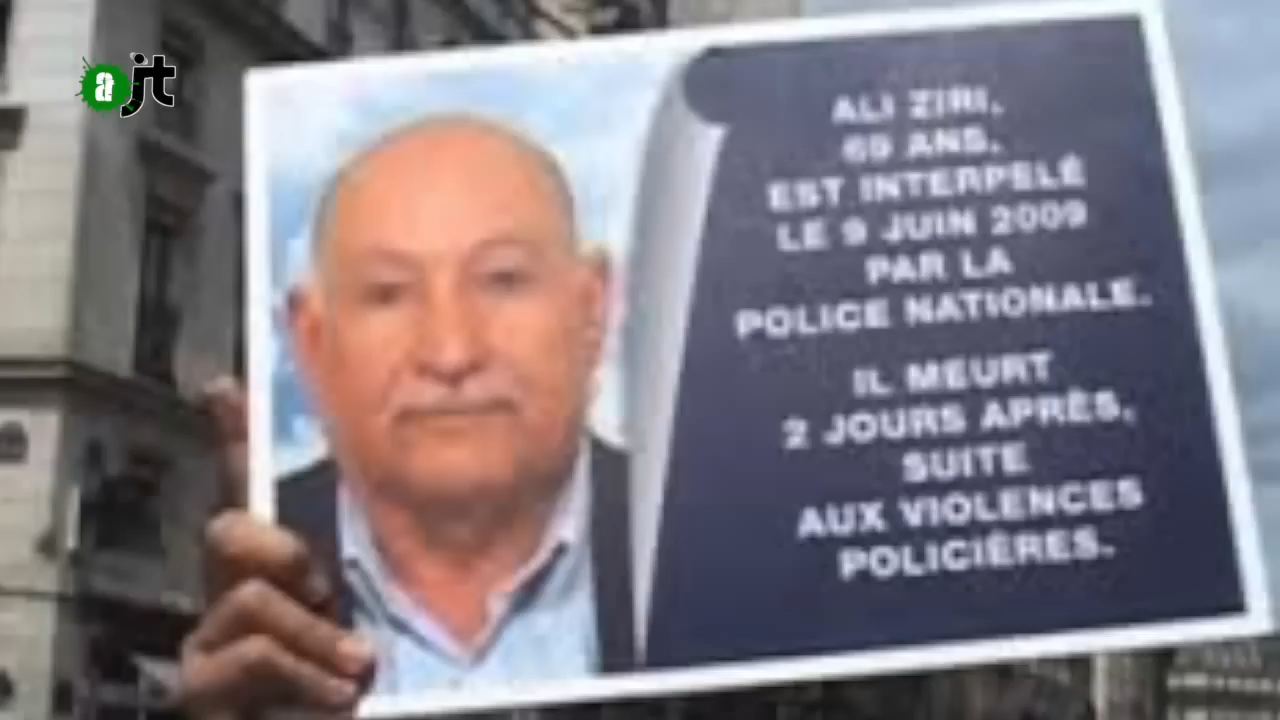 ajt
ALI ZIRI,
69 ANS,
EST INTERPELÉ
LE 9 JUIN 2009
PAR LA
POLICE NATIONALE.
IL MEURT
2 JOURS APRÈS,
SUITE
AUX VIOLENCES
POLICIÈRES.